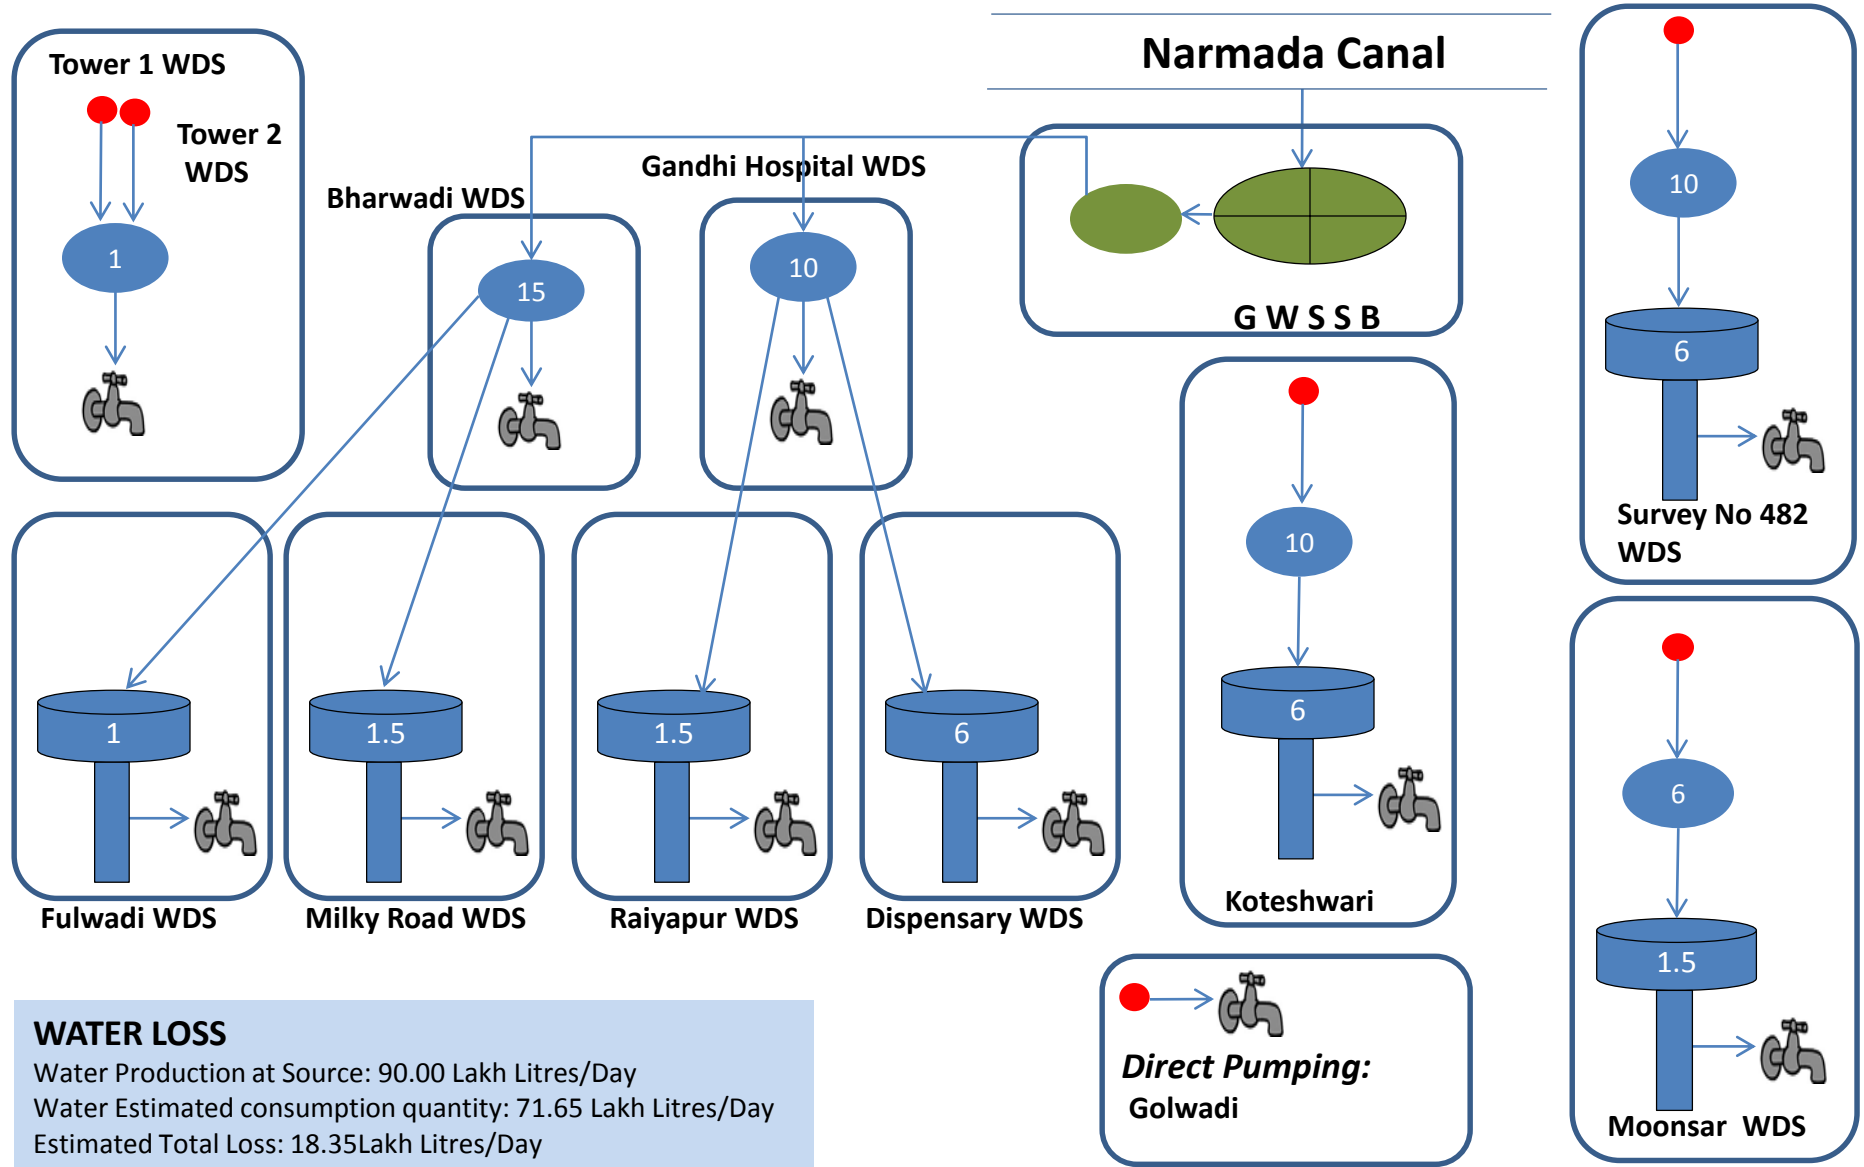 Tower 1 WDS
Tower 2
WDS
1
Bharwadi WDS
15
Gandhi Hospital WDS
10
Narmada Canal
G W S S B
10
6
Survey No 482
WDS
10
6
Koteshwari
1
Fulwadi WDS
1.5
Milky Road WDS
1.5
Raiyapur WDS
6
Dispensary WDS
6
1.5
Moonsar WDS
Direct Pumping:
Golwadi
WATER LOSS
Water Production at Source: 90.00 Lakh Litres/Day
Water Estimated consumption quantity: 71.65 Lakh Litres/Day
Estimated Total Loss: 18.35Lakh Litres/Day